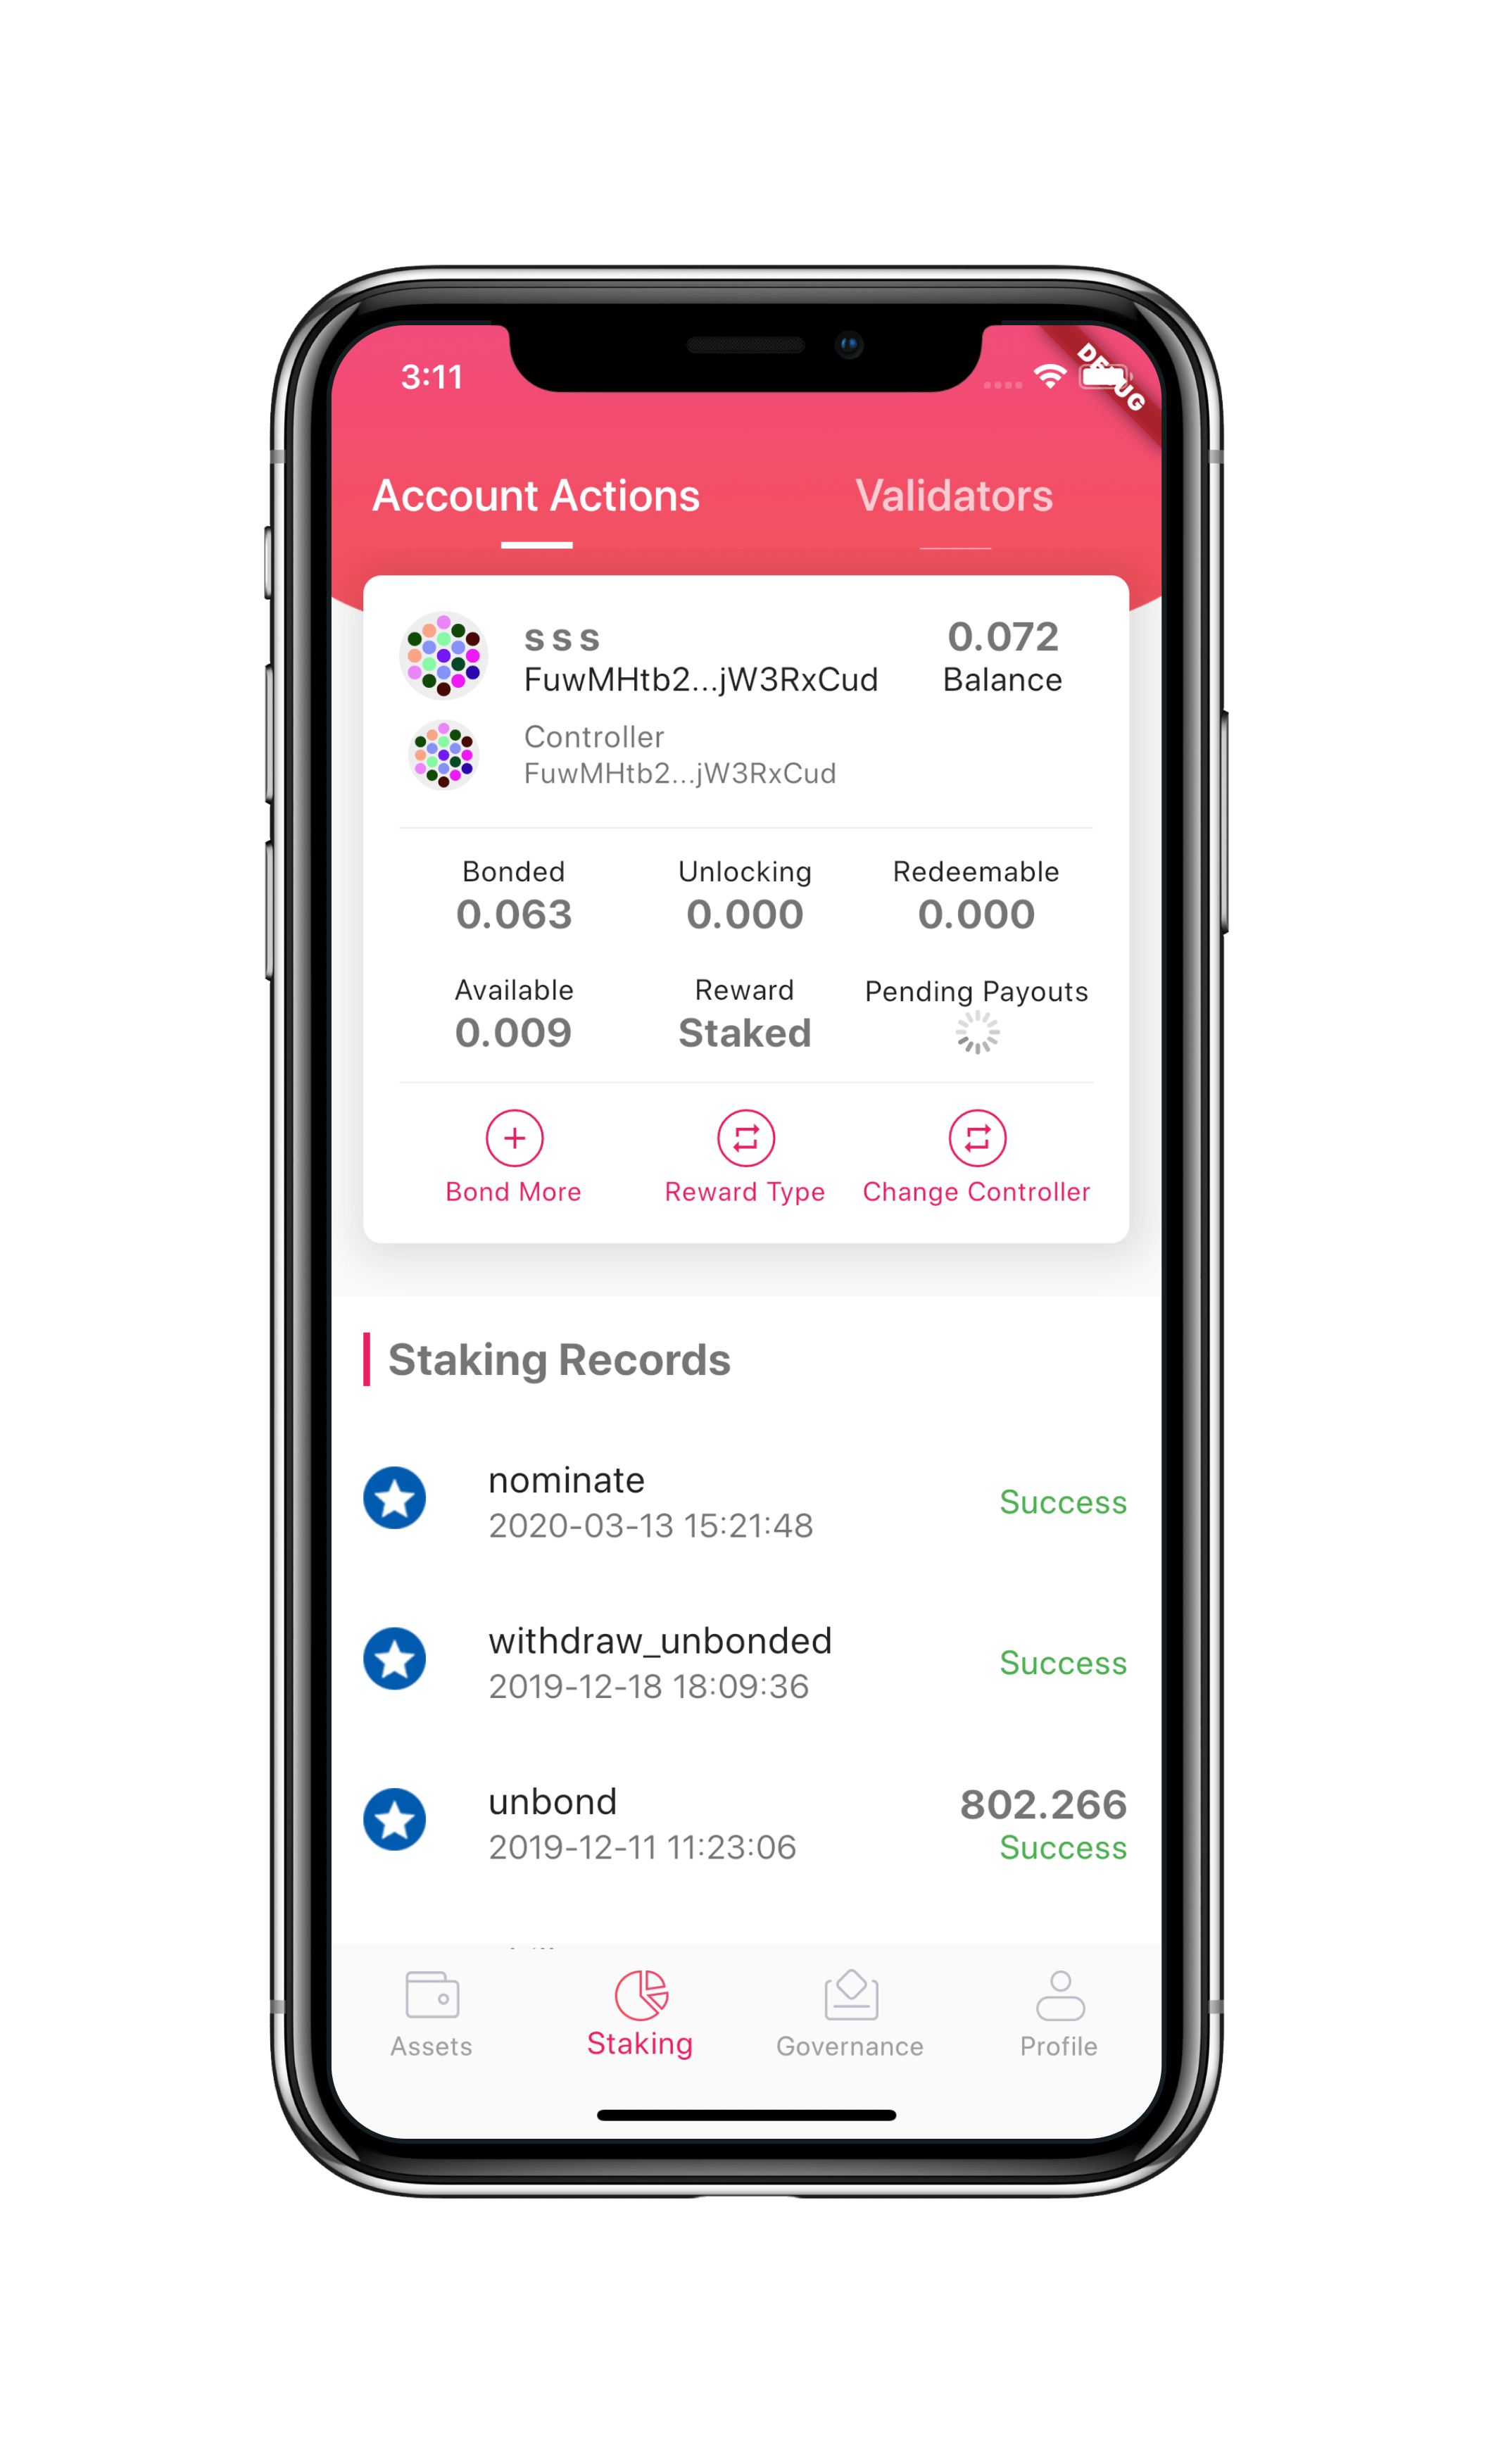 3:11
DEBUG
Account Actions
Validators
sss
FuwMHtb2...jW3RxCud
0.072
Balance
Controller
FuwMHtb2...jW3RxCud
Bonded
Unlocking
Redeemable
0.063
0.000
0.000
Available
Reward
Pending Payouts
0.009
Staked
Bond More
Reward Type
Change Controller
Staking Records
nominate
2020-03-13 15:21:48
Success
withdraw_unbonded
2019-12-18 18:09:36
Success
unbond
2019-12-11 11:23:06
802.266
Success
Assets
Staking
Governance
Profile